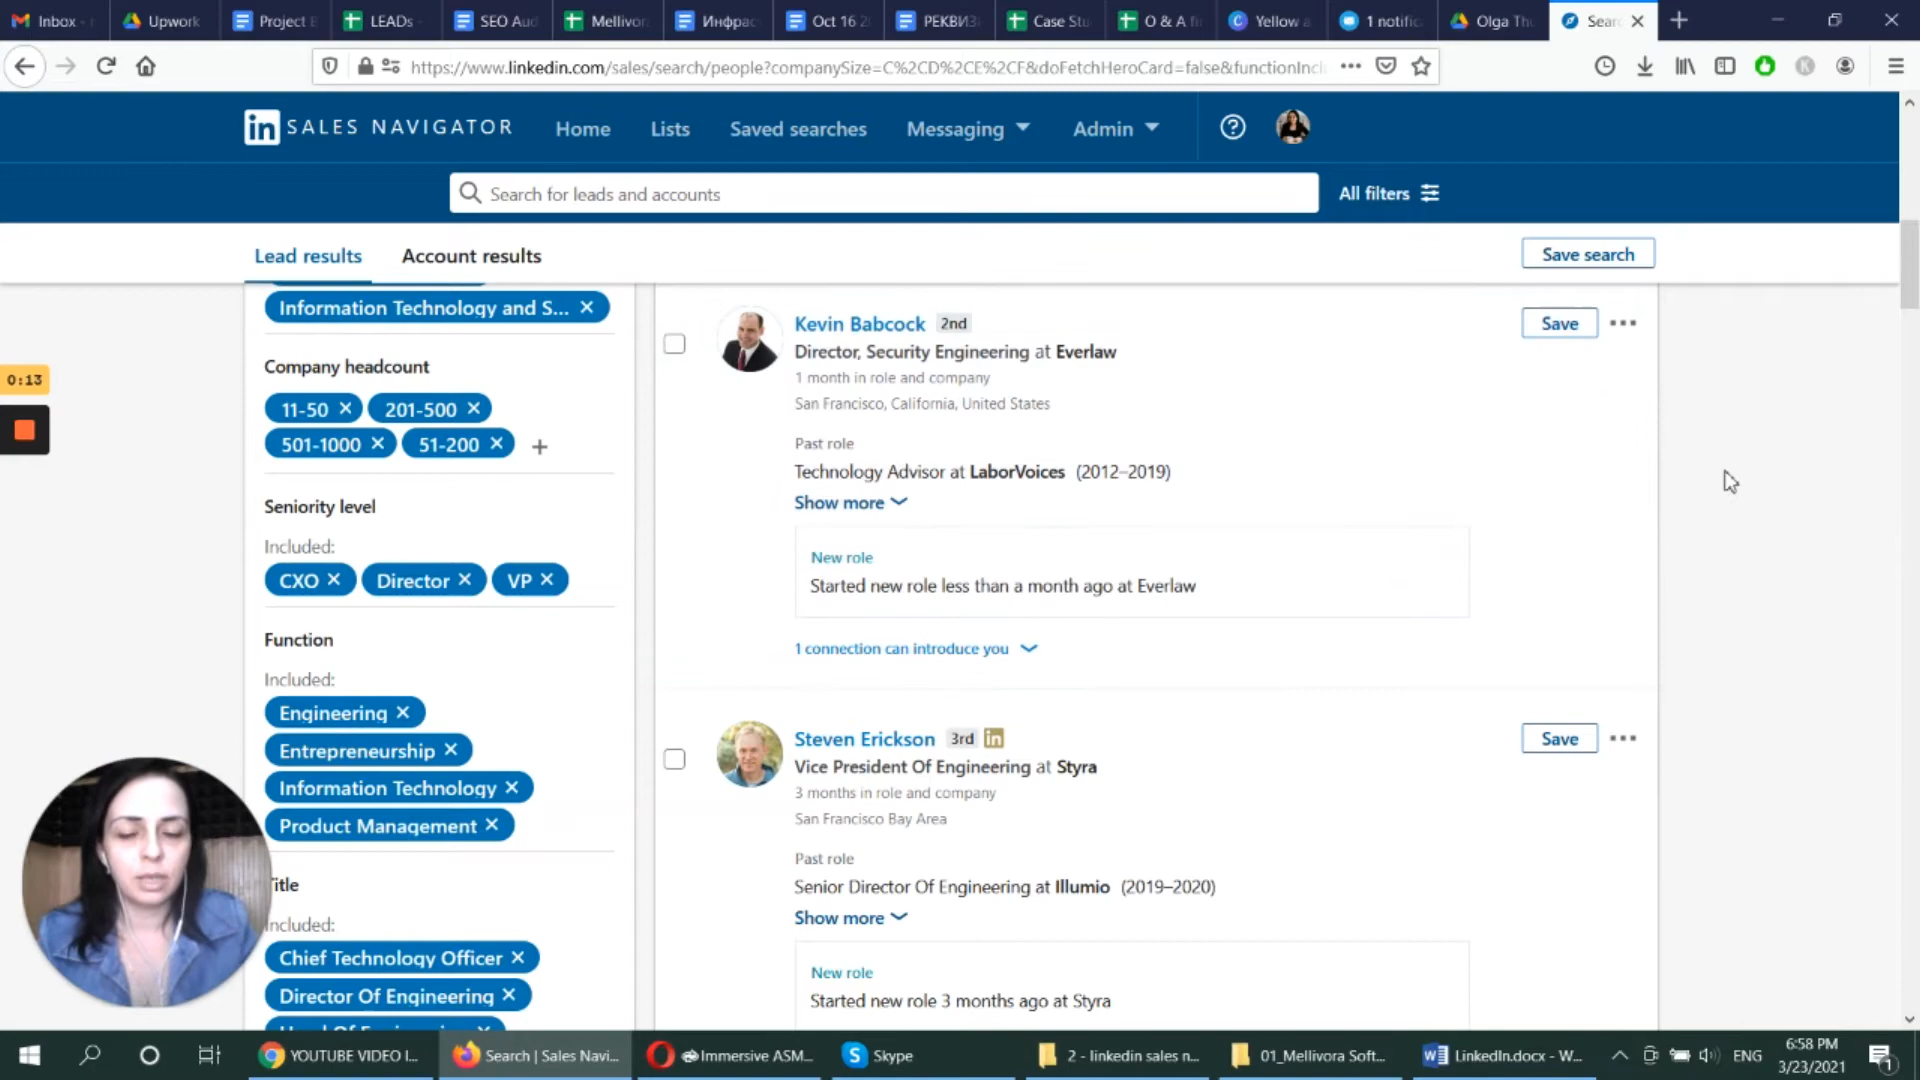 Inbox
Upwork
Project E
LEADs
SEO Aud
Mellivor
Инфрас
Oct 16 2
РЕКВИЗ
Case Stu
O & A fi
Yellow a
1 notific
Olga Th
Sear
https://www.linkedin.com/sales/search/people?companySize=C%2CD%2CE%2CF&doFetchHeroCard=false&functionIncl
in SALES NAVIGATOR
Home
Lists
Saved searches
Messaging
Admin
Search for leads and accounts
All filters
Lead results
Account results
Save search
Information Technology and S... ×
Company headcount
11-50 ×
201-500 ×
501-1000 ×
51-200 ×
+
Seniority level
Included:
CXO ×
Director ×
VP ×
Function
Included:
Engineering ×
Entrepreneurship ×
Information Technology ×
Product Management ×
itle
Included:
Chief Technology Officer ×
Director Of Engineering ×
Kevin Babcock 2nd
Director, Security Engineering at Everlaw
1 month in role and company
San Francisco, California, United States
Past role
Technology Advisor at LaborVoices (2012–2019)
Show more
New role
Started new role less than a month ago at Everlaw
1 connection can introduce you
Save
Steven Erickson 3rd in
Vice President Of Engineering at Styra
3 months in role and company
San Francisco Bay Area
Past role
Senior Director Of Engineering at Illumio (2019–2020)
Show more
New role
Started new role 3 months ago at Styra
Save
0:13
YOUTUBE VIDEO I...
Search | Sales Navi...
Immersive ASM...
Skype
2 - linkedin sales n...
01_Mellivora Soft...
LinkedIn.docx - W...
ENG
6:58 PM
3/23/2021
1